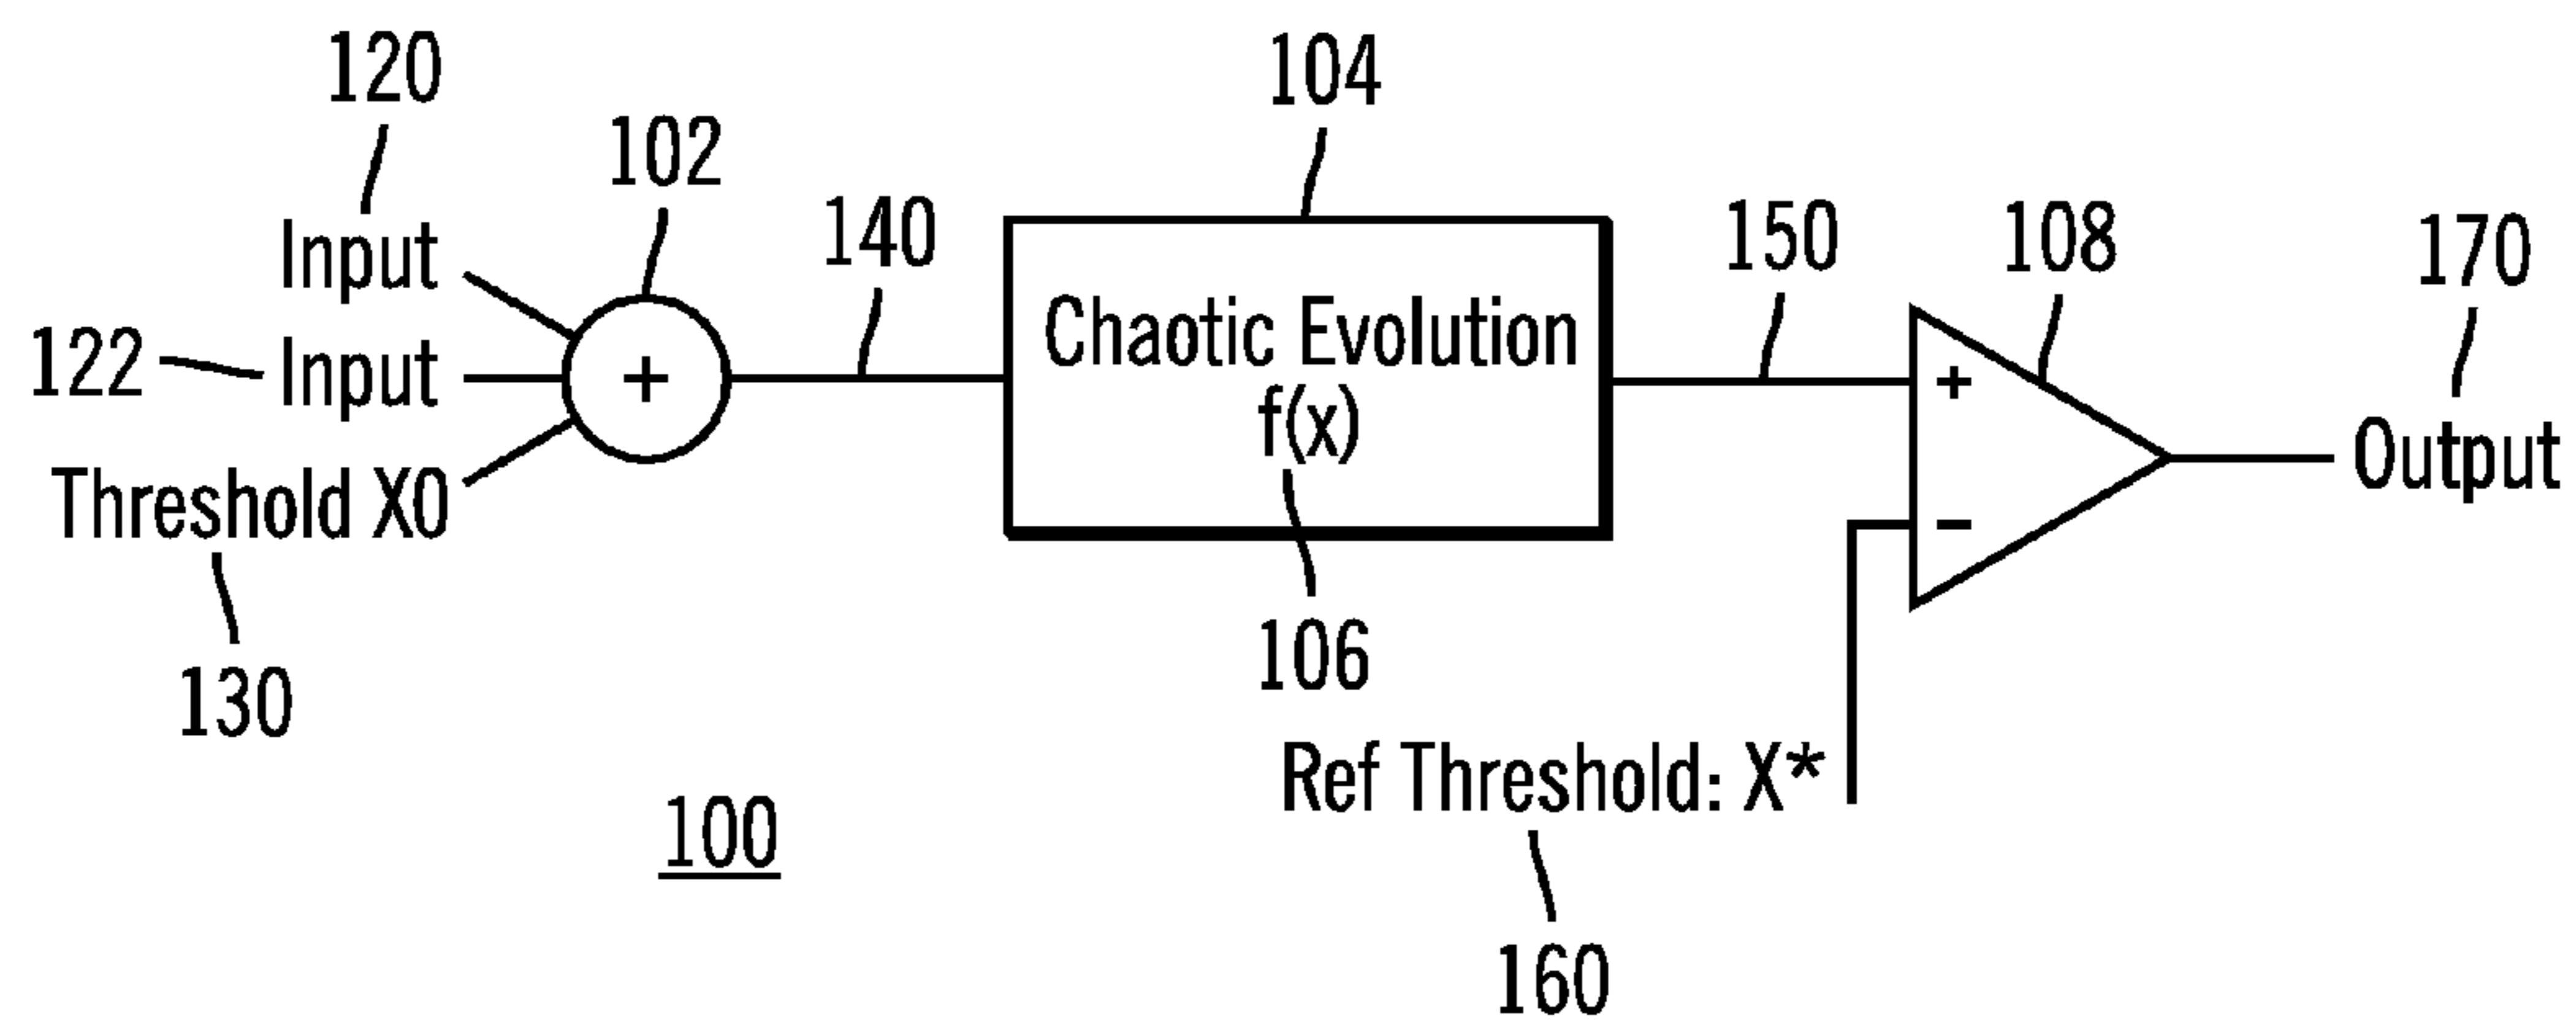 120
102
104
140
150
108
170
Input
122
Input
+
Chaotic Evolution
f(x)
+
−
Output
Threshold X0
130
106
Ref Threshold: X*
100
160